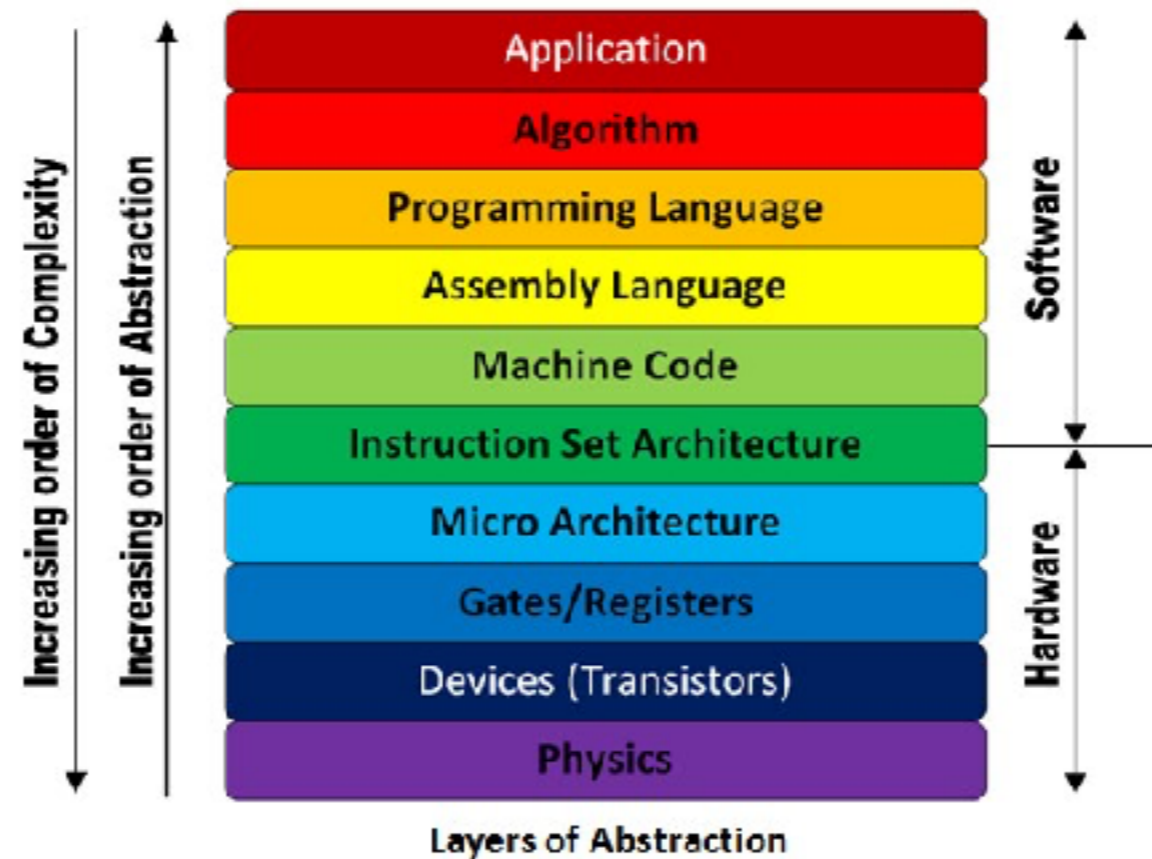 Increasing order of Complexity
Increasing order of Abstraction
Application
Algorithm
Programming Language
Assembly Language
Machine Code
Instruction Set Architecture
Micro Architecture
Gates/Registers
Devices (Transistors)
Physics
Software
Hardware
Layers of Abstraction